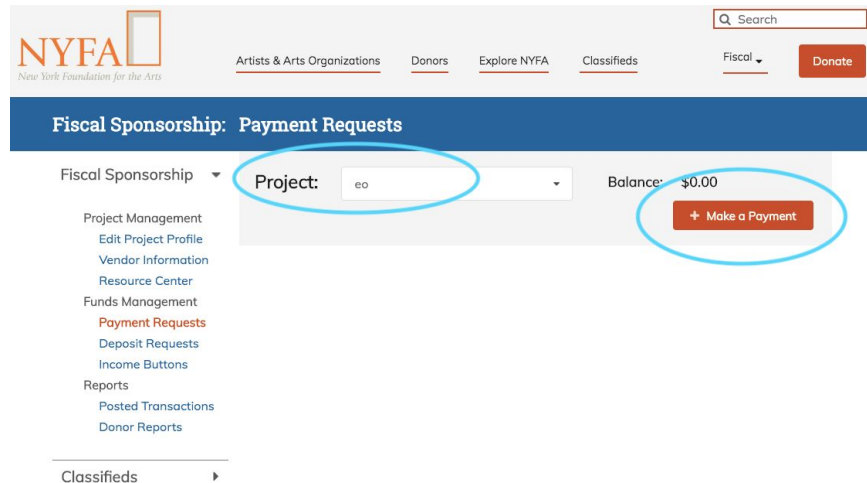 Search
NYFA
New York Foundation for the Arts
Artists & Arts Organizations Donors Explore NYFA Classifieds Fiscal Donate
Fiscal Sponsorship: Payment Requests
Fiscal Sponsorship
Project: eo Balance: $0.00
+ Make a Payment
Project Management
Edit Project Profile
Vendor Information
Resource Center
Funds Management
Payment Requests
Deposit Requests
Income Buttons
Reports
Posted Transactions
Donor Reports
Classifieds